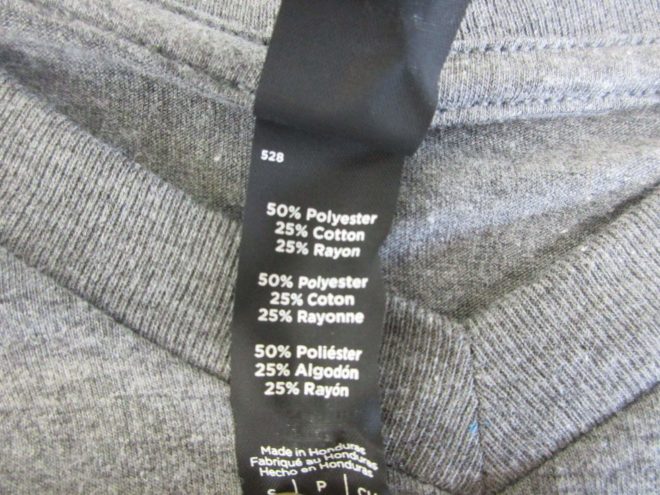 528
50% Polyester
25% Cotton
25% Rayon
50% Polyester
25% Coton
25% Rayonne
50% Poliéster
25% Algodón
25% Rayón
Made in Honduras
Fabriqué au Honduras
Hecho en Honduras
P